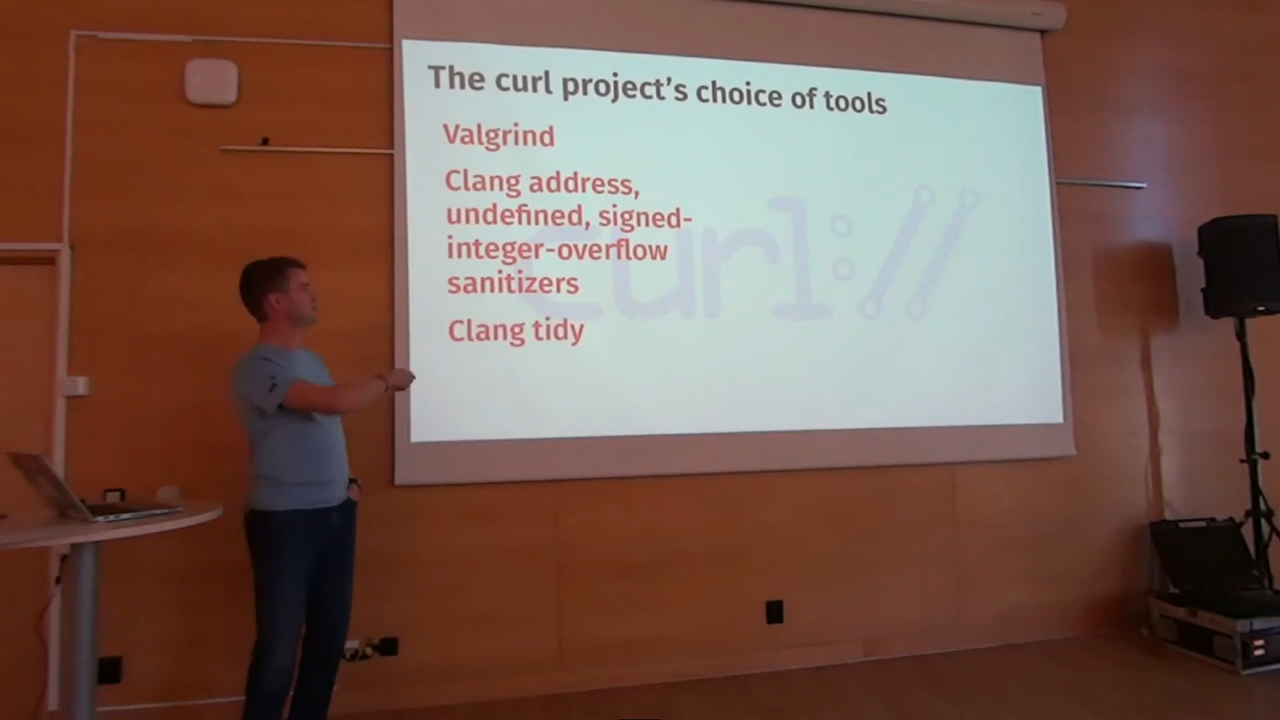 The curl project's choice of tools
Valgrind
Clang address,
undefined, signed-
integer-overflow
sanitizers
Clang tidy
curl://